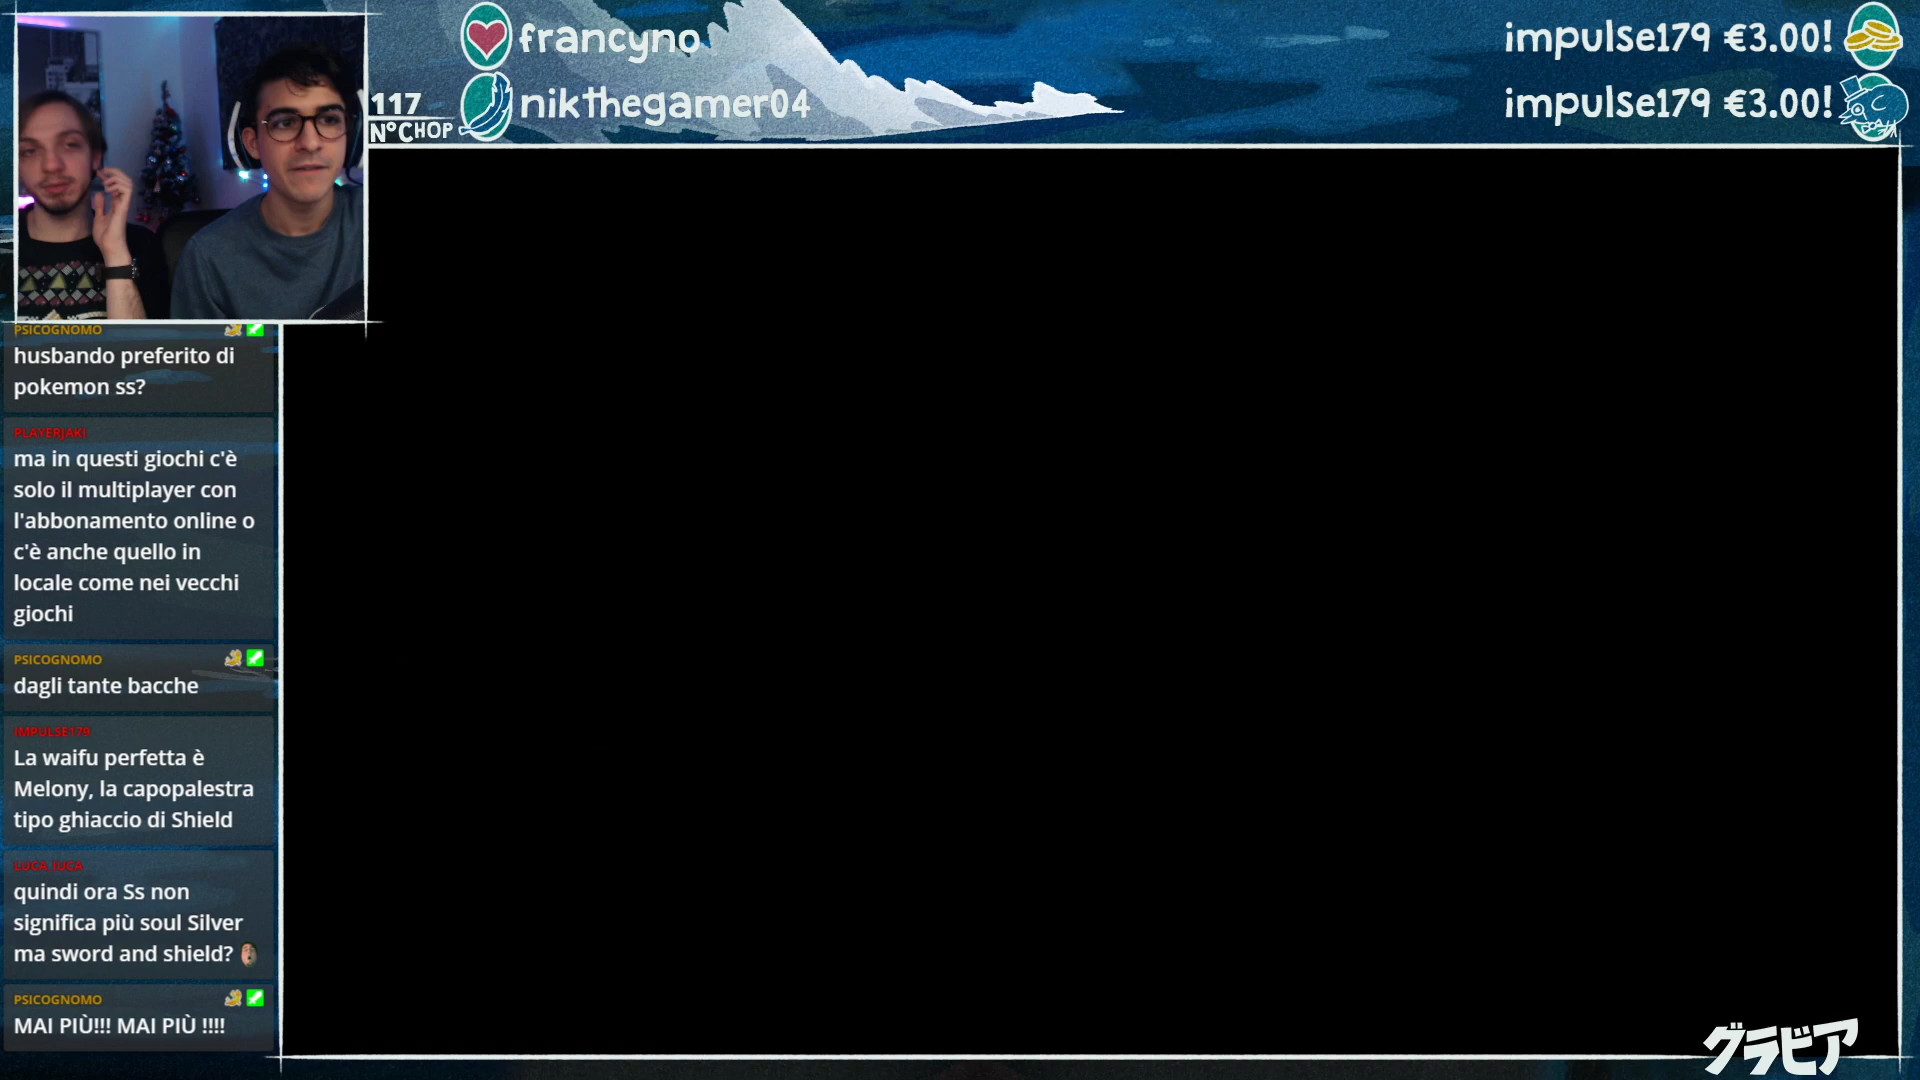 francyno
nikthegamer04
117
N°CHOP
impulse179 €3.00!
impulse179 €3.00!
PSICOGNOMO
husbando preferito di
pokemon ss?
PLAYERJAKI
ma in questi giochi c'è
solo il multiplayer con
l'abbonamento online o
c'è anche quello in
locale come nei vecchi
giochi
PSICOGNOMO
dagli tante bacche
IMPULSE179
La waifu perfetta è
Melony, la capopalestra
tipo ghiaccio di Shield
LUCA_IUCA
quindi ora Ss non
significa più soul Silver
ma sword and shield?
PSICOGNOMO
MAI PIÙ!!! MAI PIÙ !!!!
グラビア